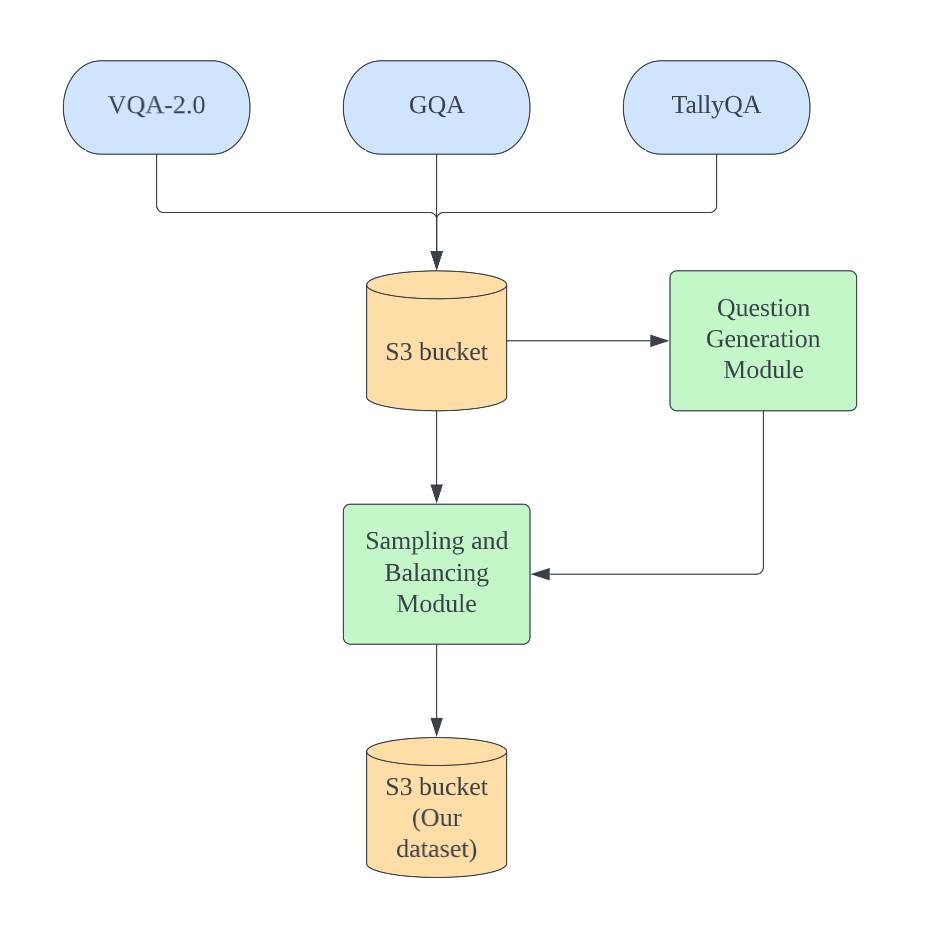 VQA-2.0
GQA
TallyQA
S3 bucket
Question
Generation
Module
Sampling and
Balancing
Module
S3 bucket
(Our
dataset)